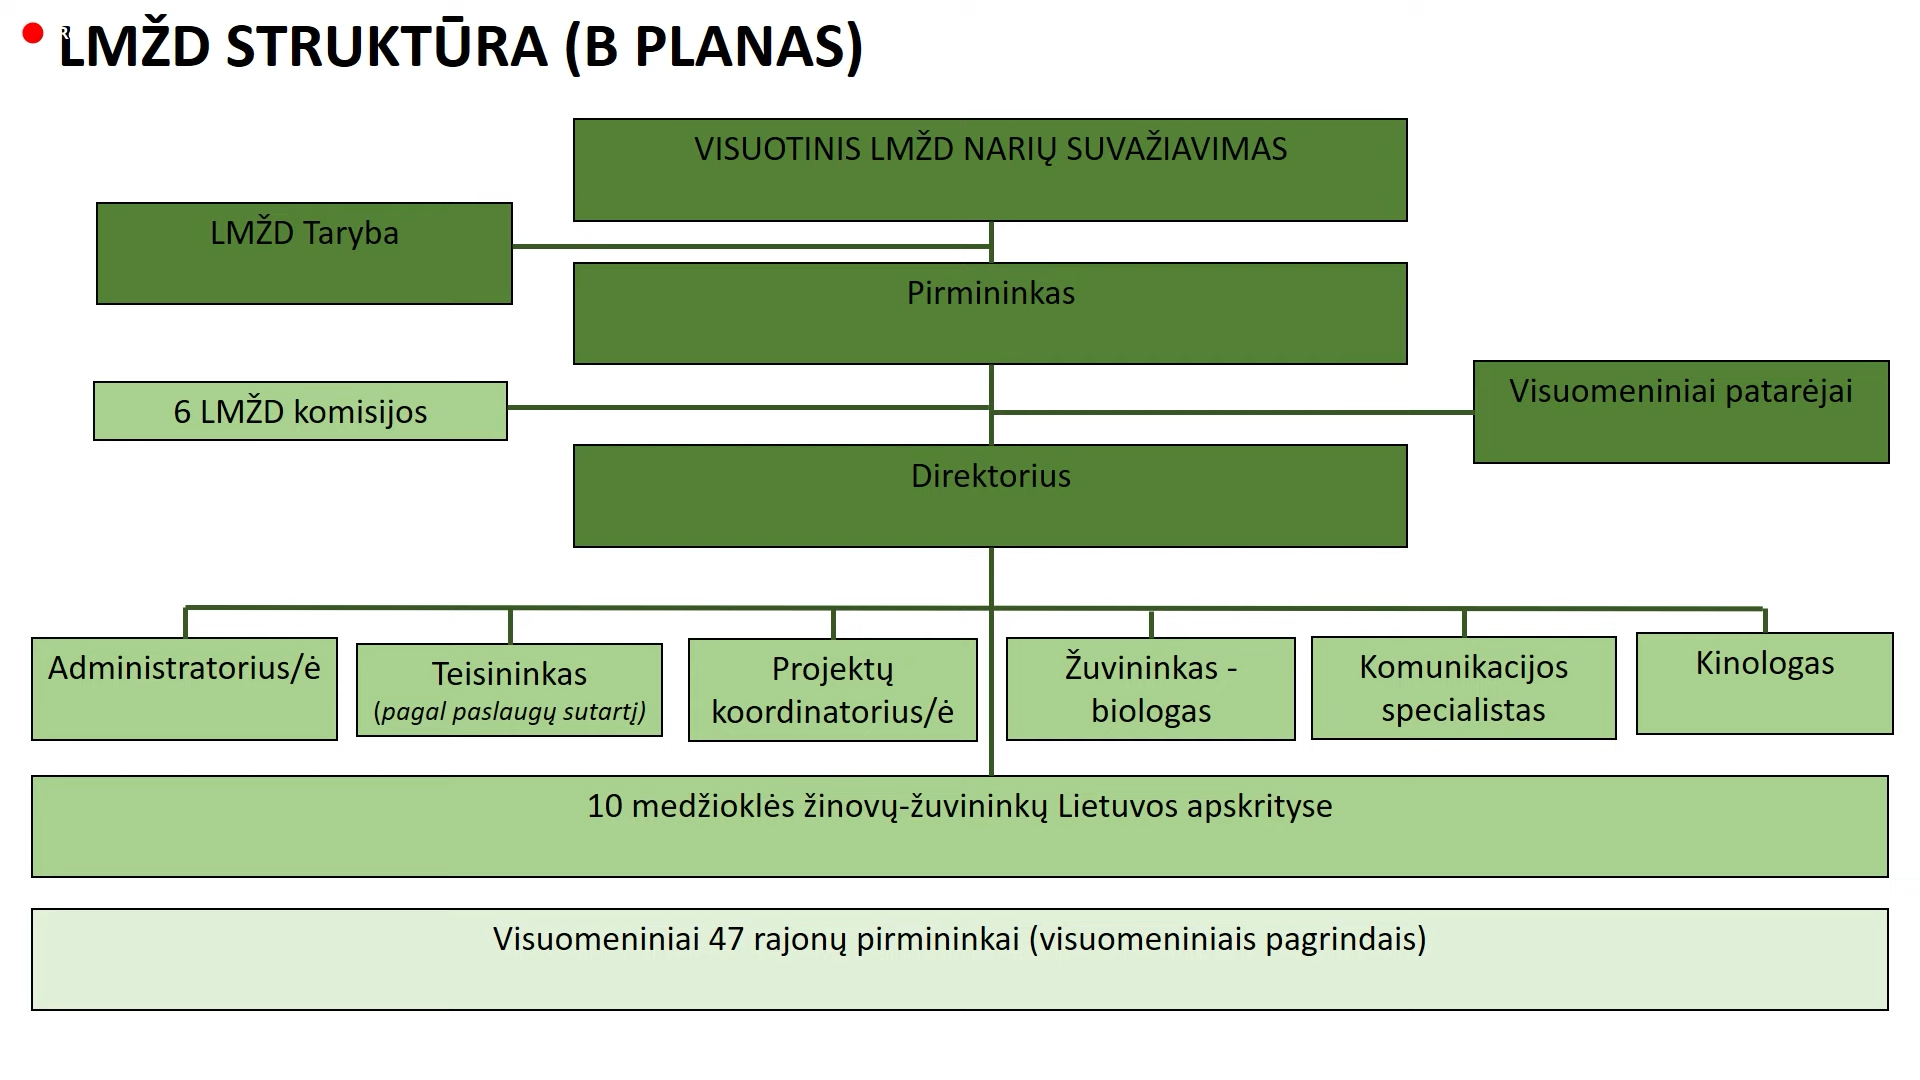 LMŽD STRUKTŪRA (B PLANAS)
VISUOTINIS LMŽD NARIŲ SUVAŽIAVIMAS
LMŽD Taryba
Pirmininkas
Visuomeniniai patarėjai
6 LMŽD komisijos
Direktorius
Administratorius/ė
Teisininkas
(pagal paslaugų sutartį)
Projektų
koordinatorius/ė
Žuvininkas -
biologas
Komunikacijos
specialistas
Kinologas
10 medžioklės žinovų-žuvininkų Lietuvos apskrityse
Visuomeniniai 47 rajonų pirmininkai (visuomeniniais pagrindais)